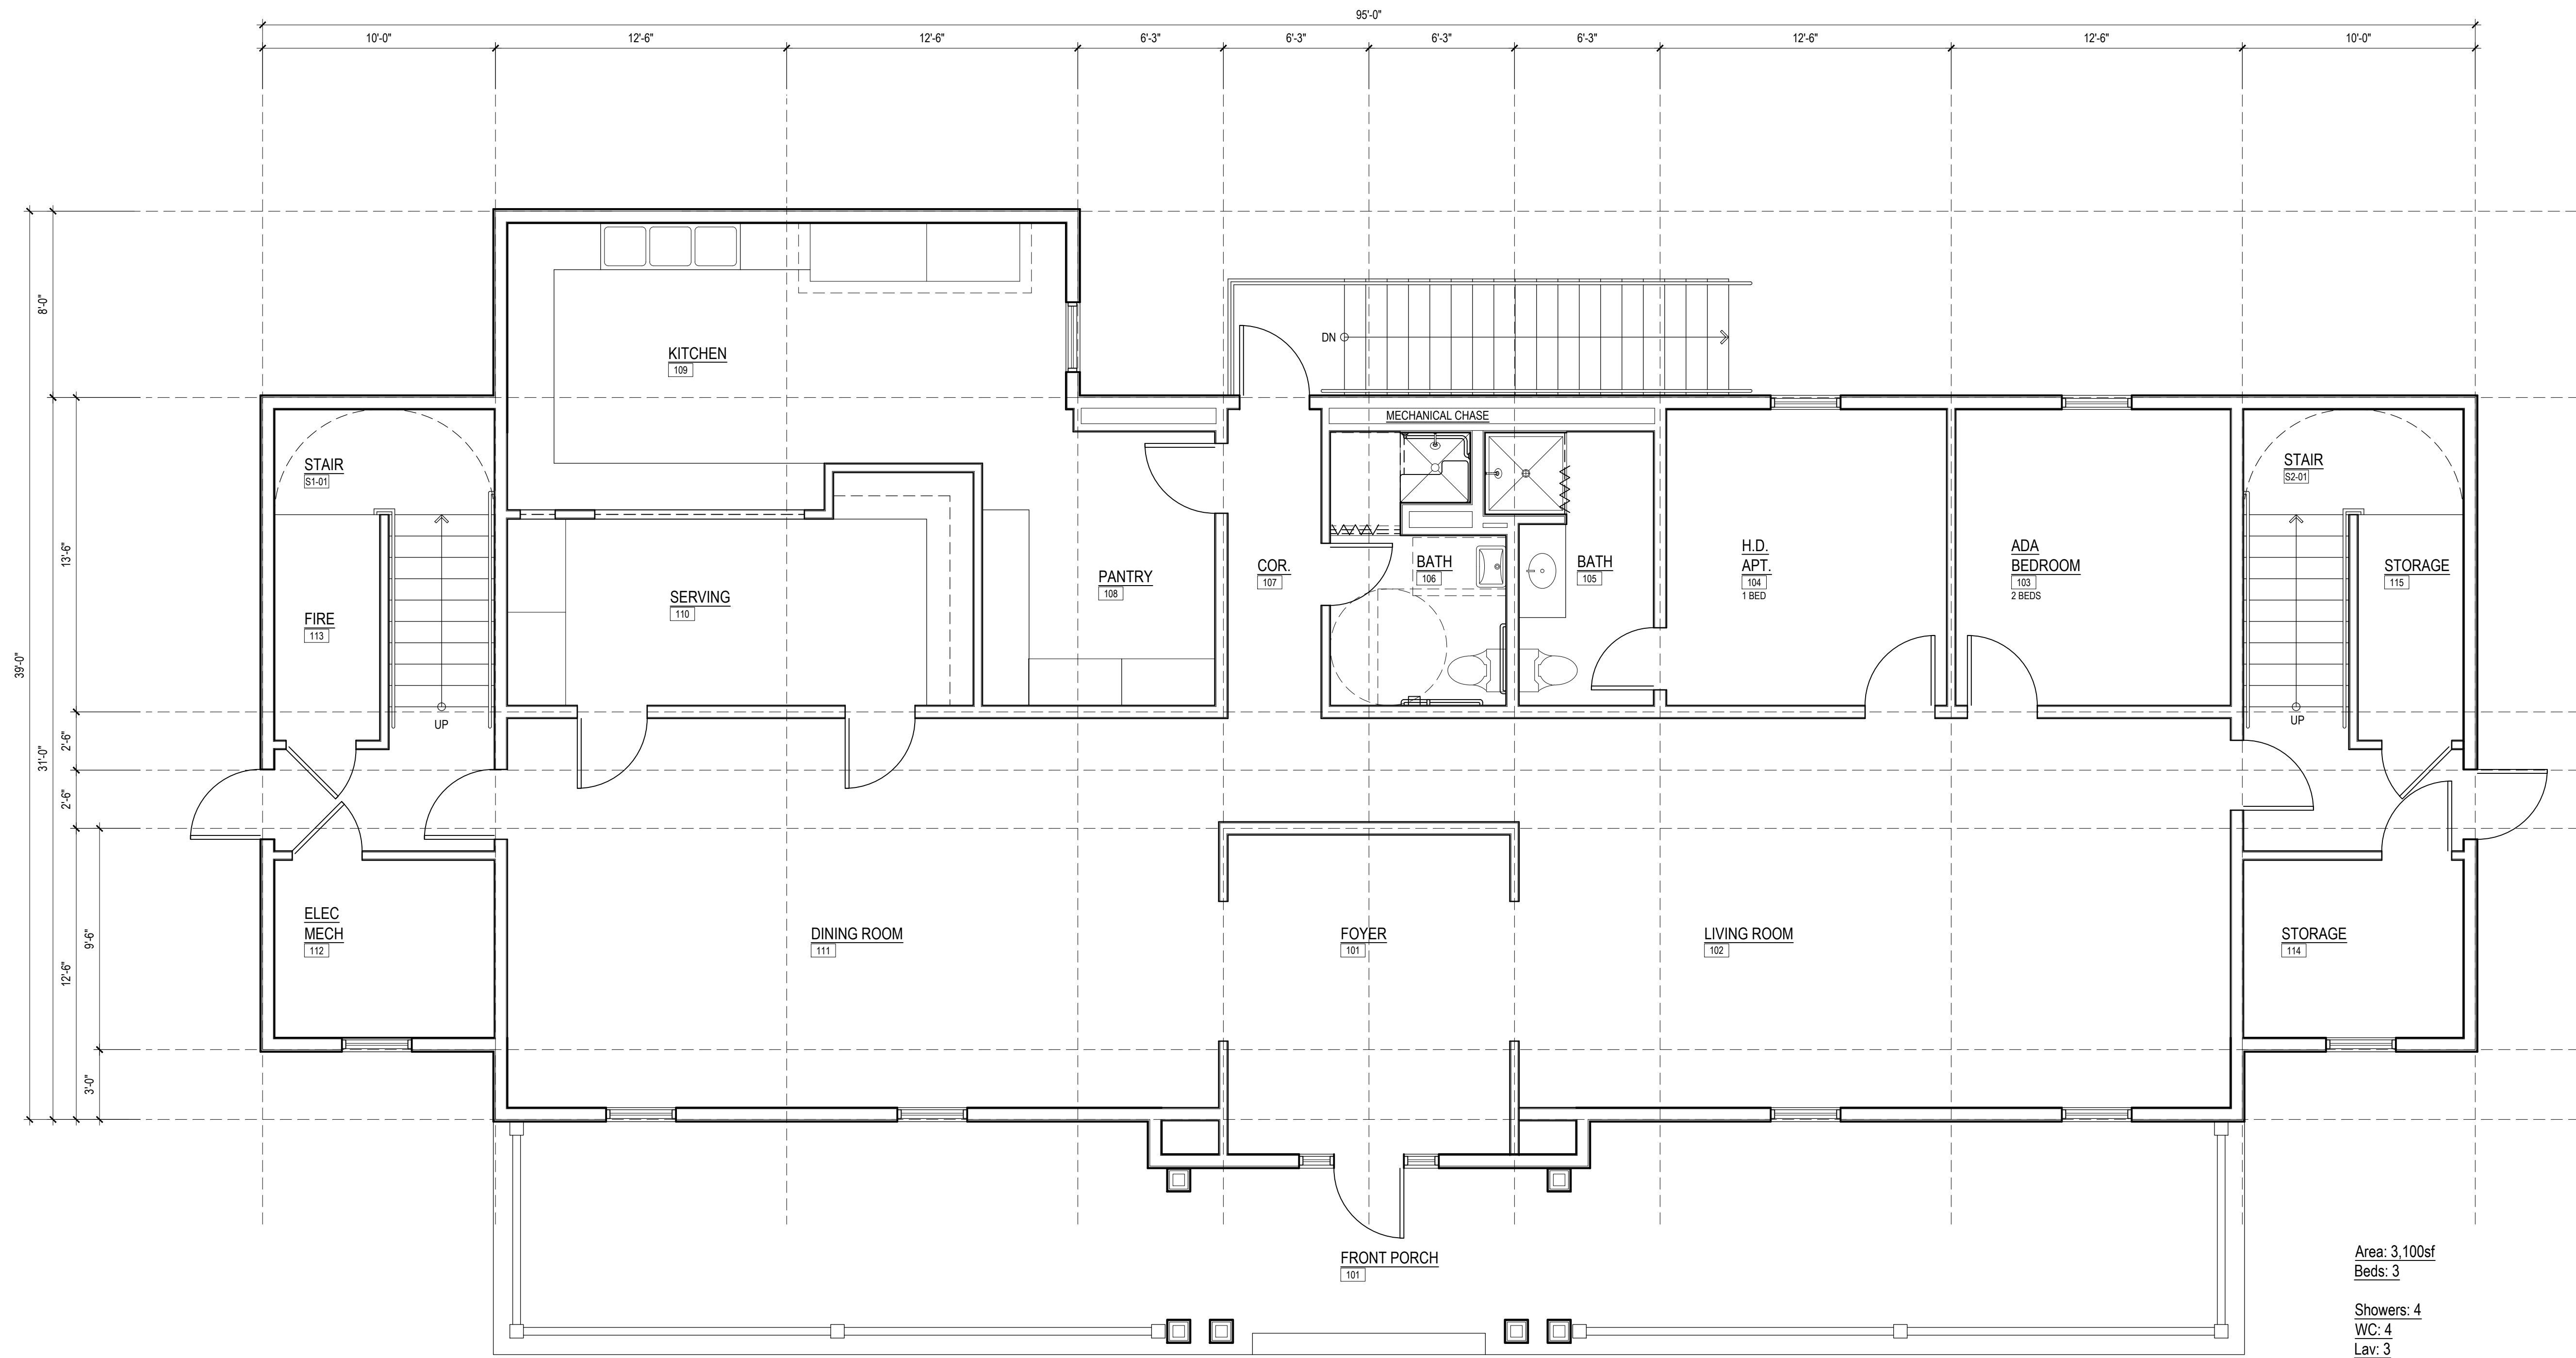 95'-0"
10'-0"
12'-6"
12'-6"
6'-3"
6'-3"
6'-3"
6'-3"
12'-6"
12'-6"
10'-0"
8'-0"
39'-0"
31'-0"
13'-6"
2'-6"
2'-6"
12'-6"
9'-6"
3'-0"
KITCHEN
109
DN
MECHANICAL CHASE
STAIR
S1-01
STAIR
S2-01
FIRE
113
UP
SERVING
110
PANTRY
108
COR.
107
BATH
106
BATH
105
H.D.
APT.
104
1 BED
ADA
BEDROOM
103
2 BEDS
UP
STORAGE
115
ELEC
MECH
112
DINING ROOM
111
FOYER
101
LIVING ROOM
102
STORAGE
114
FRONT PORCH
101
Area: 3,100sf
Beds: 3
Showers: 4
WC: 4
Lav: 3